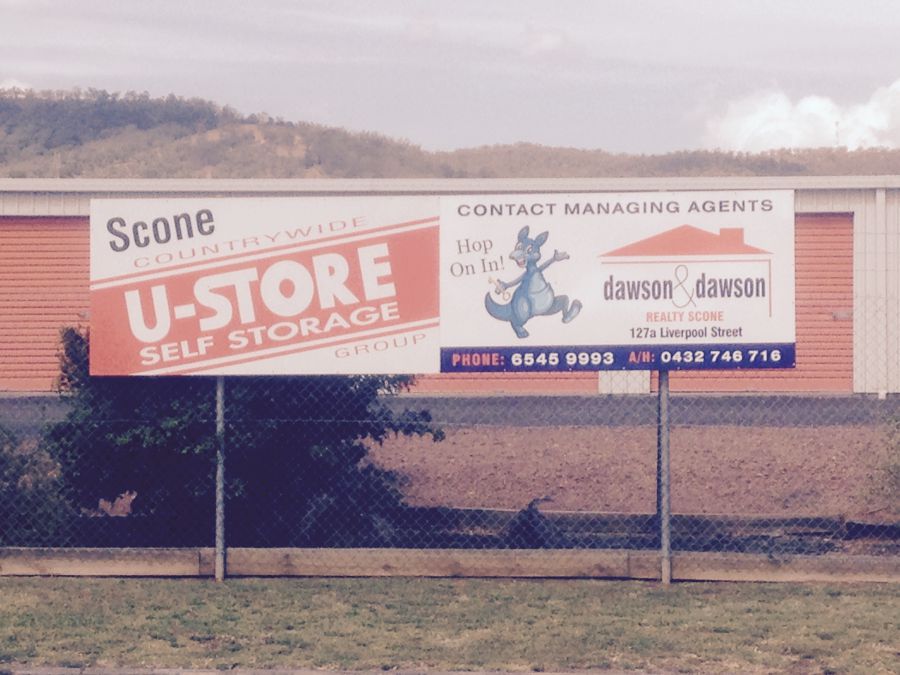 Scone
COUNTRYWIDE
U-STORE
SELF STORAGE
GROUP
CONTACT MANAGING AGENTS
Hop
On In!
dawson&dawson
REALTY SCONE
127a Liverpool Street
PHONE: 6545 9993 A/H: 0432 746 716